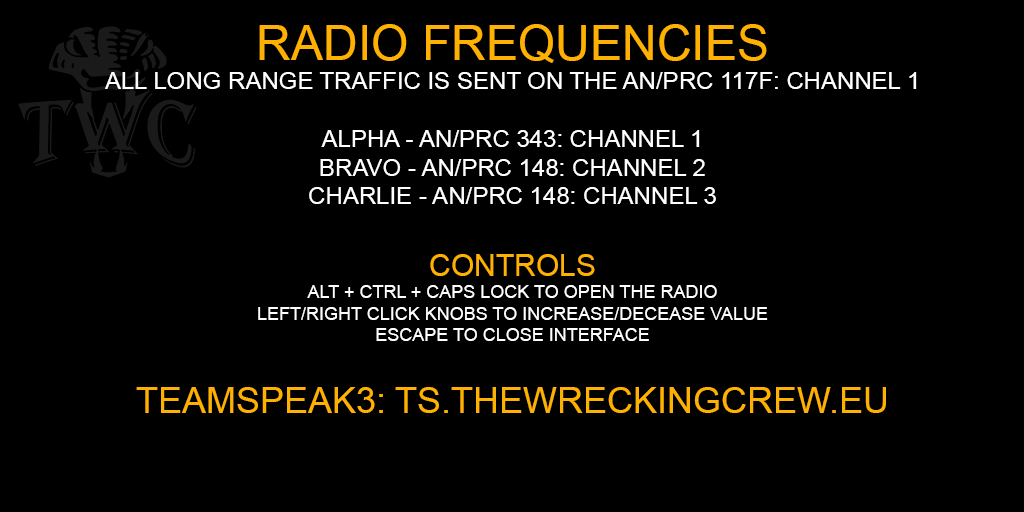 RADIO FREQUENCIES
ALL LONG RANGE TRAFFIC IS SENT ON THE AN/PRC 117F: CHANNEL 1
TWC
ALPHA - AN/PRC 343: CHANNEL 1
BRAVO - AN/PRC 148: CHANNEL 2
CHARLIE - AN/PRC 148: CHANNEL 3
CONTROLS
ALT + CTRL + CAPS LOCK TO OPEN THE RADIO
LEFT/RIGHT CLICK KNOBS TO INCREASE/DECEASE VALUE
ESCAPE TO CLOSE INTERFACE
TEAMSPEAK3: TS.THEWRECKINGCREW.EU